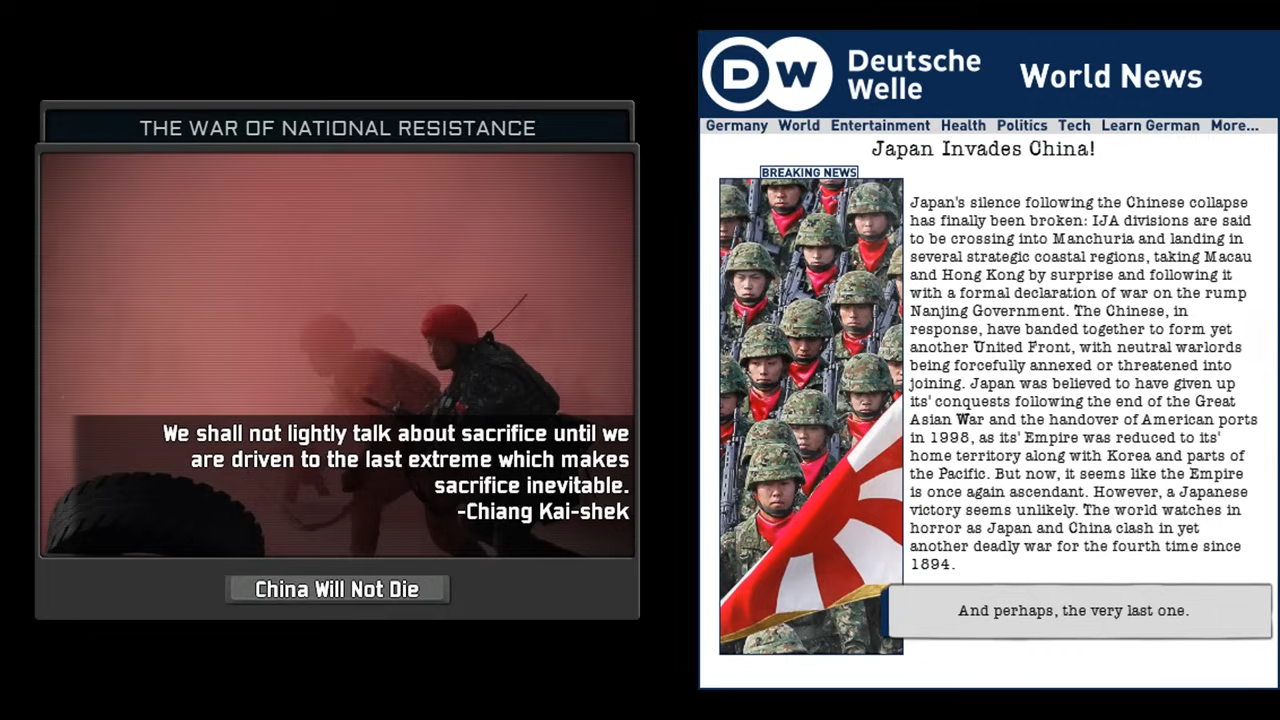 THE WAR OF NATIONAL RESISTANCE
We shall not lightly talk about sacrifice until we
are driven to the last extreme which makes
sacrifice inevitable.
-Chiang Kai-shek
China Will Not Die
DW
Deutsche
Welle
World News
Germany World Entertainment Health Politics Tech Learn German More...
Japan Invades China!
BREAKING NEWS
Japan's silence following the Chinese collapse
has finally been broken: IJA divisions are said
to be crossing into Manchuria and landing in
several strategic coastal regions, taking Macau
and Hong Kong by surprise and following it
with a formal declaration of war on the rump
Nanjing Government. The Chinese, in
response, have banded together to form yet
another United Front, with neutral warlords
being forcefully annexed or threatened into
joining. Japan was believed to have given up
its' conquests following the end of the Great
Asian War and the handover of American ports
in 1998, as its' Empire was reduced to its'
home territory along with Korea and parts of
the Pacific. But now, it seems like the Empire
is once again ascendant. However, a Japanese
victory seems unlikely. The world watches in
horror as Japan and China clash in yet
another deadly war for the fourth time since
1894.
And perhaps, the very last one.